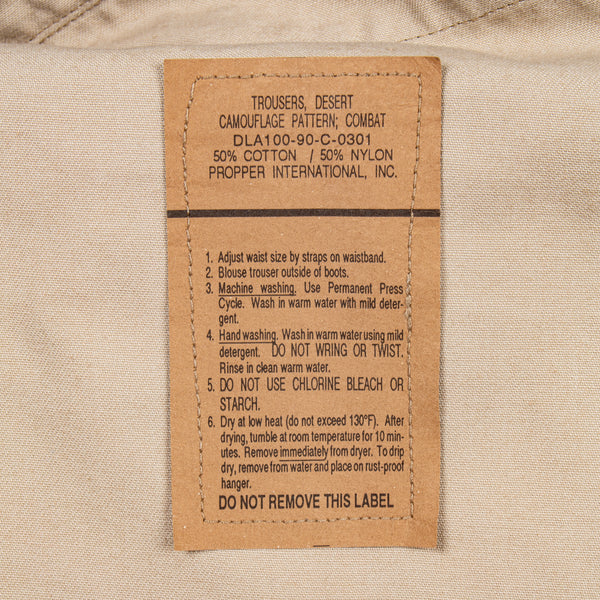 TROUSERS, DESERT
CAMOUFLAGE PATTERN; COMBAT
DLA100-90-C-0301
50% COTTON / 50% NYLON
PROPPER INTERNATIONAL, INC.
1. Adjust waist size by straps on waistband.
2. Blouse trouser outside of boots.
3. Machine washing. Use Permanent Press
Cycle. Wash in warm water with mild deter-
gent.
4. Hand washing. Wash in warm water using mild
detergent. DO NOT WRING OR TWIST.
Rinse in clean warm water.
5. DO NOT USE CHLORINE BLEACH OR
STARCH.
6. Dry at low heat (do not exceed 130°F). After
drying, tumble at room temperature for 10 min-
utes. Remove immediately from dryer. To drip
dry, remove from water and place on rust-proof
hanger.
DO NOT REMOVE THIS LABEL